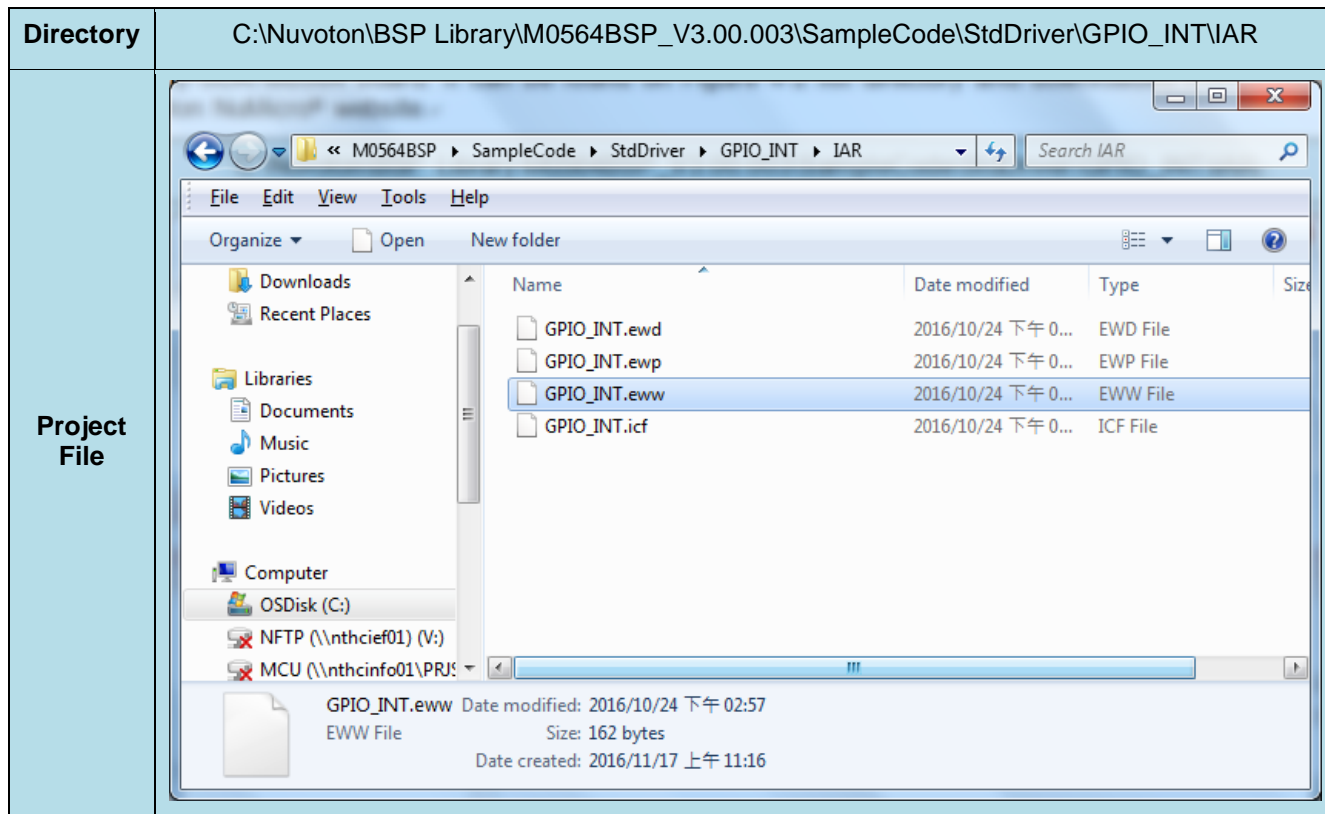 Directory
C:\Nuvoton\BSP Library\M0564BSP_V3.00.003\SampleCode\StdDriver\GPIO_INT\IAR
Project
File
« M0564BSP ▸ SampleCode ▸ StdDriver ▸ GPIO_INT ▸ IAR
Search IAR
File Edit View Tools Help
Organize Open New folder
Downloads
Recent Places
Libraries
Documents
Music
Pictures
Videos
Computer
OSDisk (C:)
NFTP (\\nthcief01) (V:)
MCU (\\nthcinfo01\PRJS
Name Date modified Type Size
GPIO_INT.ewd 2016/10/24 下午 0... EWD File
GPIO_INT.ewp 2016/10/24 下午 0... EWP File
GPIO_INT.eww 2016/10/24 下午 0... EWW File
GPIO_INT.icf 2016/10/24 下午 0... ICF File
GPIO_INT.eww Date modified: 2016/10/24 下午 02:57
EWW File Size: 162 bytes
Date created: 2016/11/17 上午 11:16